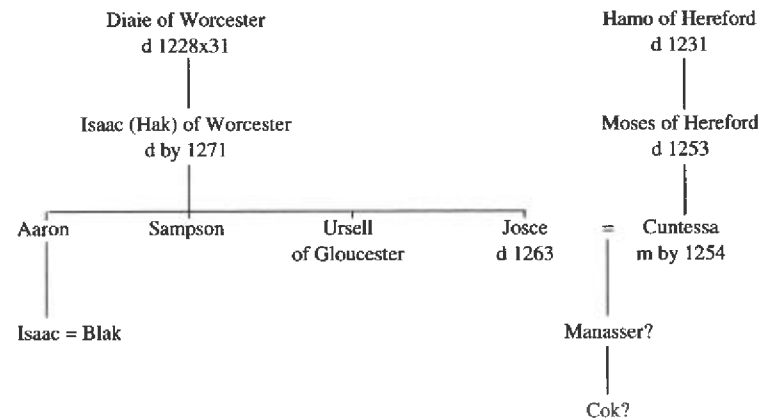 Diaie of Worcester
d 1228x31
Hamo of Hereford
d 1231
Isaac (Hak) of Worcester
d by 1271
Moses of Hereford
d 1253
Aaron
Sampson
Ursell
of Gloucester
Josce
d 1263
=
Cuntessa
m by 1254
Isaac = Blak
Manasser?
Cok?